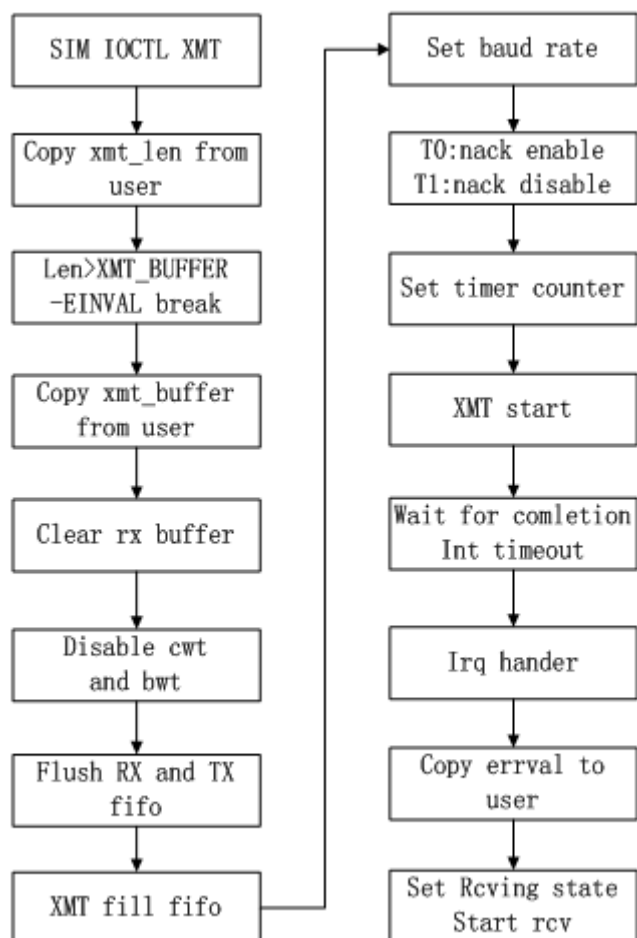 SIM IOCTL XMT
Copy xmt_len from
user
Len>XMT_BUFFER
-EINVAL break
Copy xmt_buffer
from user
Clear rx buffer
Disable cwt
and bwt
Flush RX and TX
fifo
XMT fill fifo
Set baud rate
T0:nack enable
T1:nack disable
Set timer counter
XMT start
Wait for comletion
Int timeout
Irq hander
Copy errval to
user
Set Rcving state
Start rcv